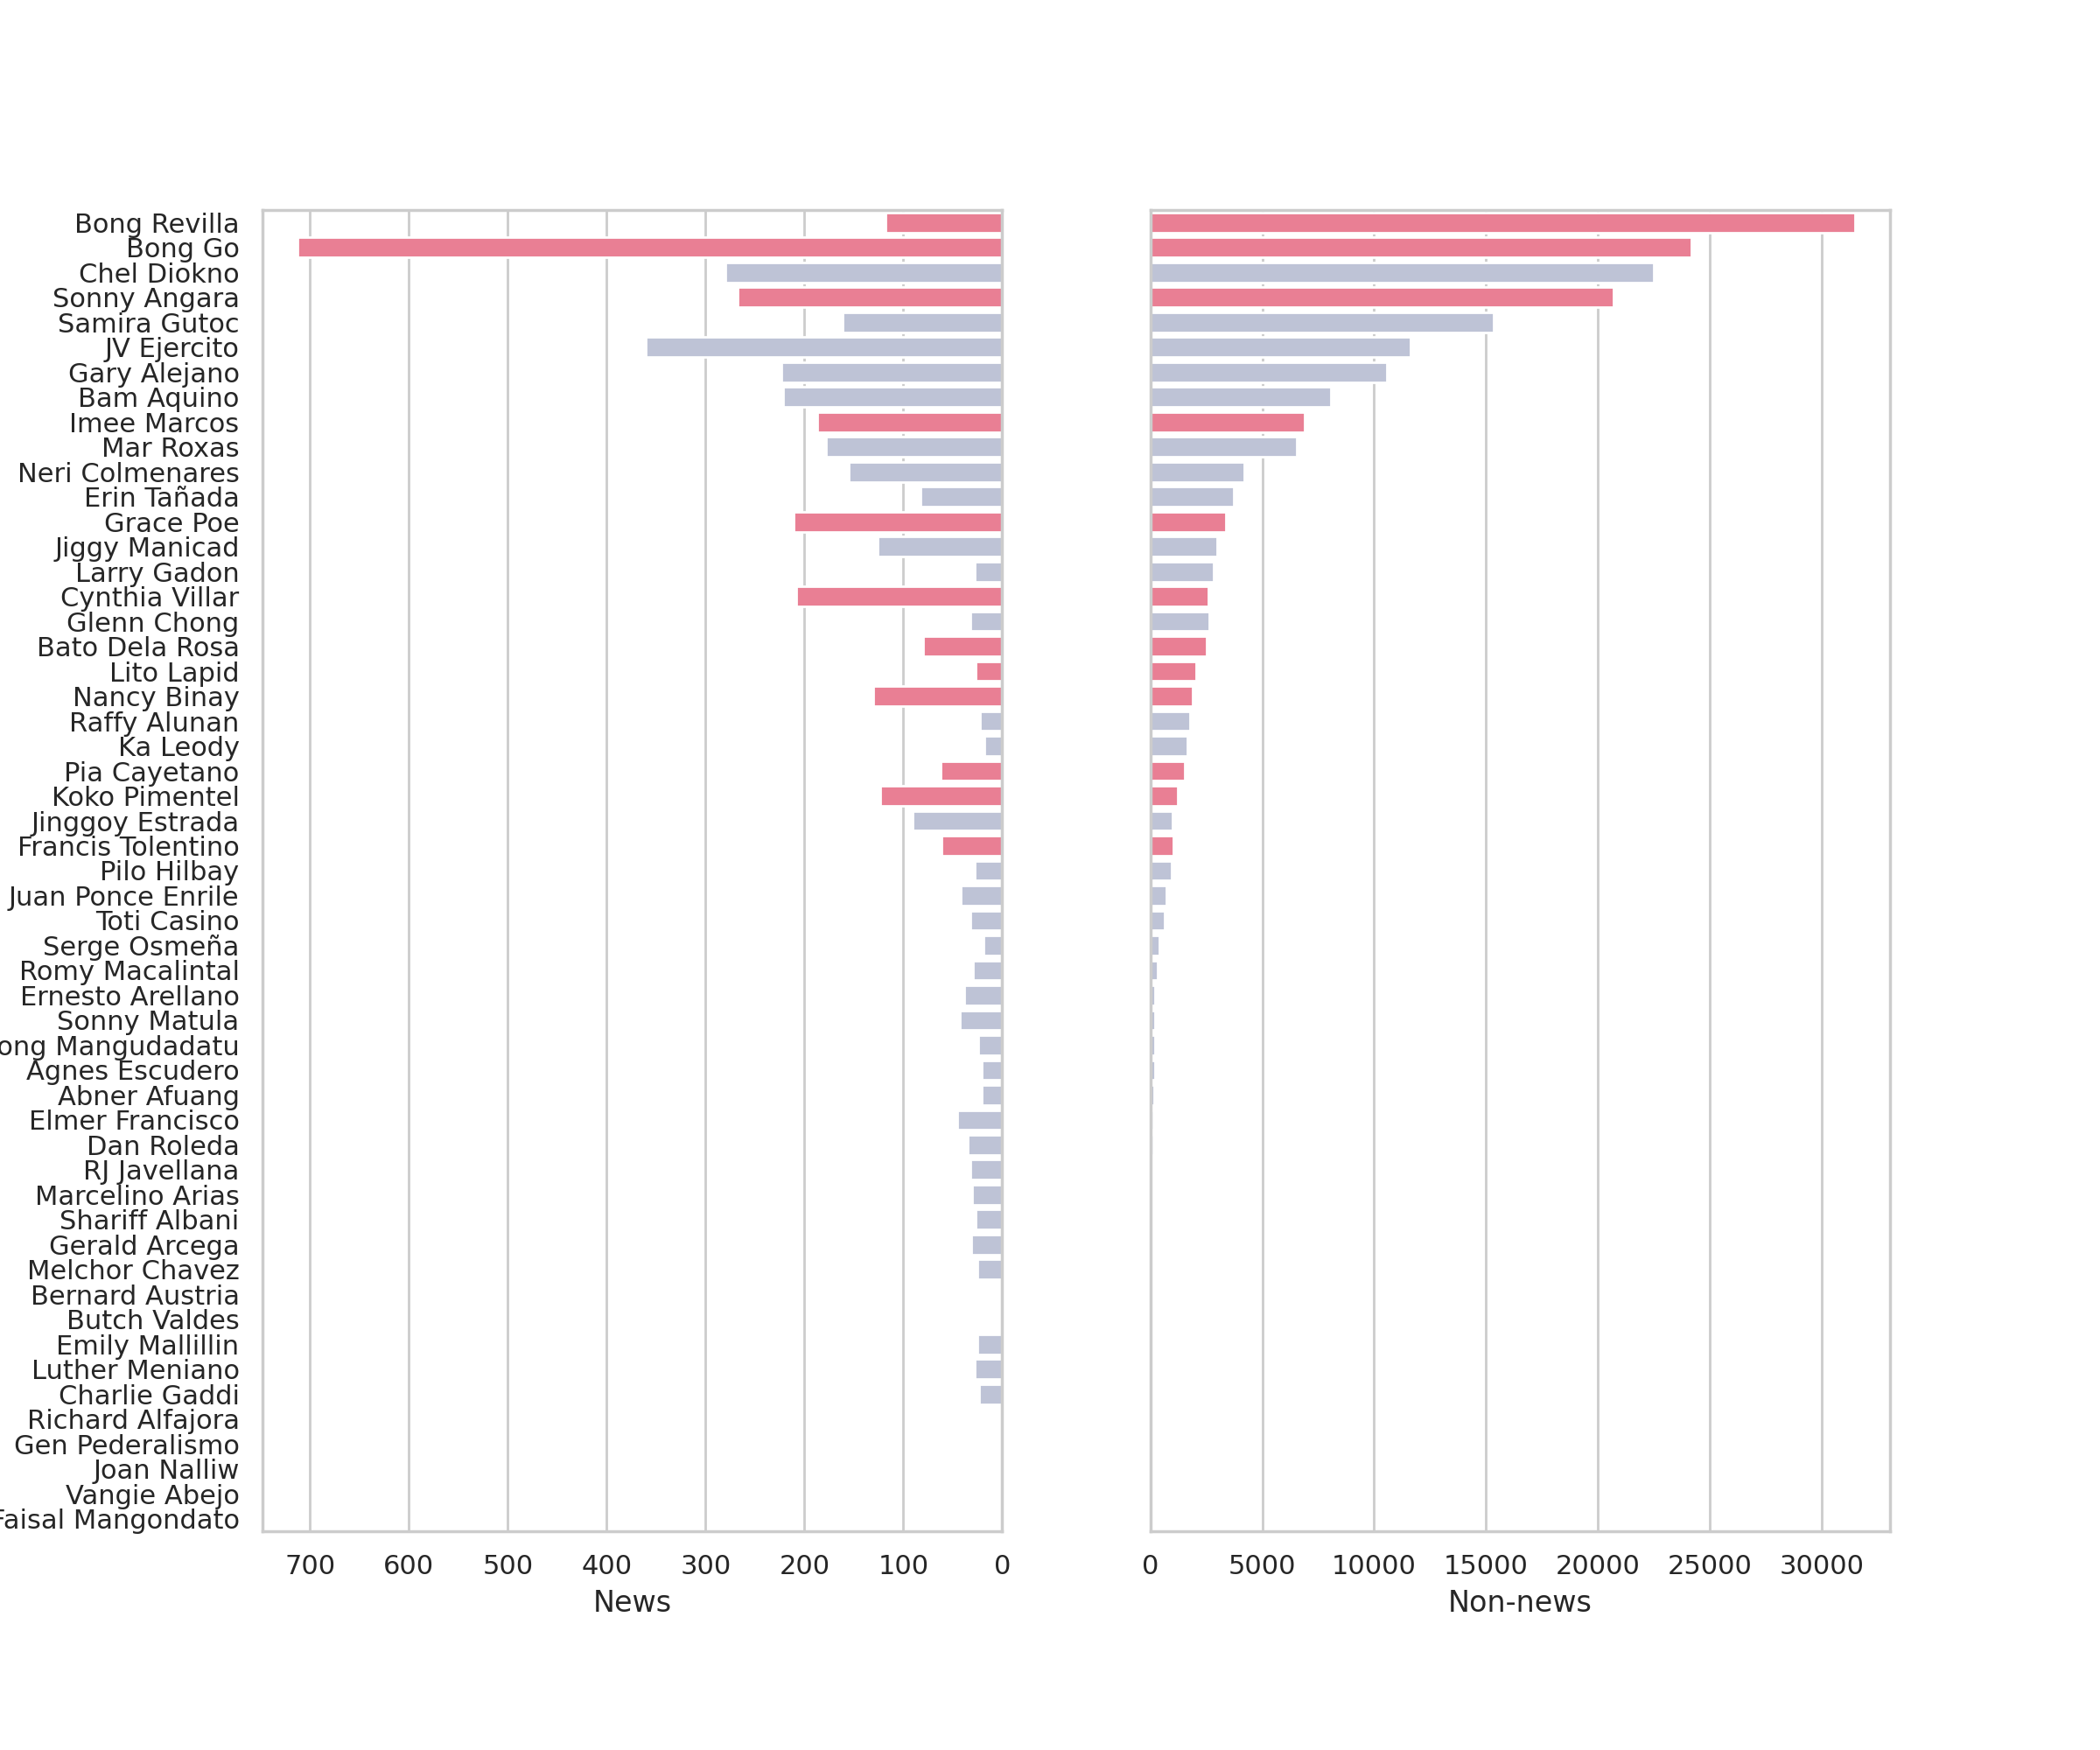 Bong Revilla
Bong Go
Chel Diokno
Sonny Angara
Samira Gutoc
JV Ejercito
Gary Alejano
Bam Aquino
Imee Marcos
Mar Roxas
Neri Colmenares
Erin Tañada
Grace Poe
Jiggy Manicad
Larry Gadon
Cynthia Villar
Glenn Chong
Bato Dela Rosa
Lito Lapid
Nancy Binay
Raffy Alunan
Ka Leody
Pia Cayetano
Koko Pimentel
Jinggoy Estrada
Francis Tolentino
Pilo Hilbay
Juan Ponce Enrile
Toti Casino
Serge Osmeña
Romy Macalintal
Ernesto Arellano
Sonny Matula
ong Mangudadatu
Agnes Escudero
Abner Afuang
Elmer Francisco
Dan Roleda
RJ Javellana
Marcelino Arias
Shariff Albani
Gerald Arcega
Melchor Chavez
Bernard Austria
Butch Valdes
Emily Mallillin
Luther Meniano
Charlie Gaddi
Richard Alfajora
Gen Pederalismo
Joan Nalliw
Vangie Abejo
Faisal Mangondato
700 600 500 400 300 200 100 0
News
0 5000 10000 15000 20000 25000 30000
Non-news